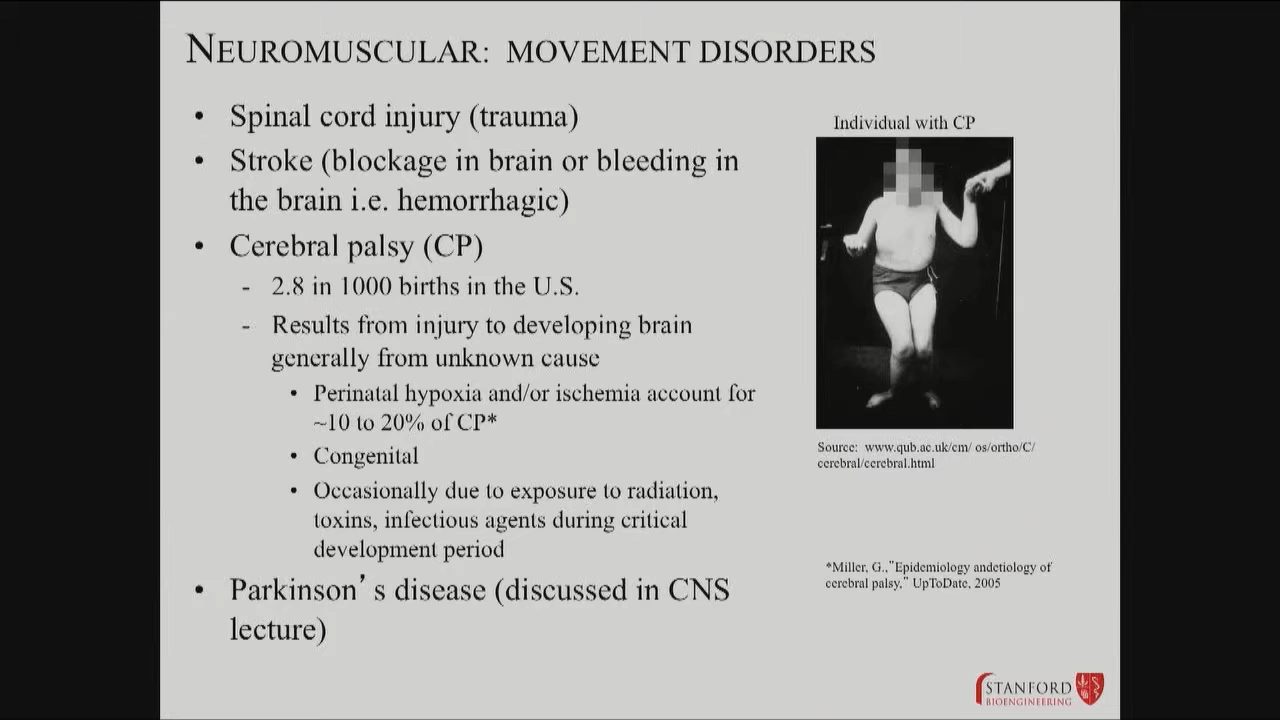 NEUROMUSCULAR: MOVEMENT DISORDERS
• Spinal cord injury (trauma)
• Stroke (blockage in brain or bleeding in
the brain i.e. hemorrhagic)
• Cerebral palsy (CP)
- 2.8 in 1000 births in the U.S.
- Results from injury to developing brain
generally from unknown cause
• Perinatal hypoxia and/or ischemia account for
~10 to 20% of CP*
• Congenital
• Occasionally due to exposure to radiation,
toxins, infectious agents during critical
development period
• Parkinson’s disease (discussed in CNS
lecture)
Individual with CP
Source: www.qub.ac.uk/cm/ os/ortho/C/
cerebral/cerebral.html
*Miller, G.,"Epidemiology andetiology of
cerebral palsy," UpToDate, 2005
STANFORD
BIOENGINEERING